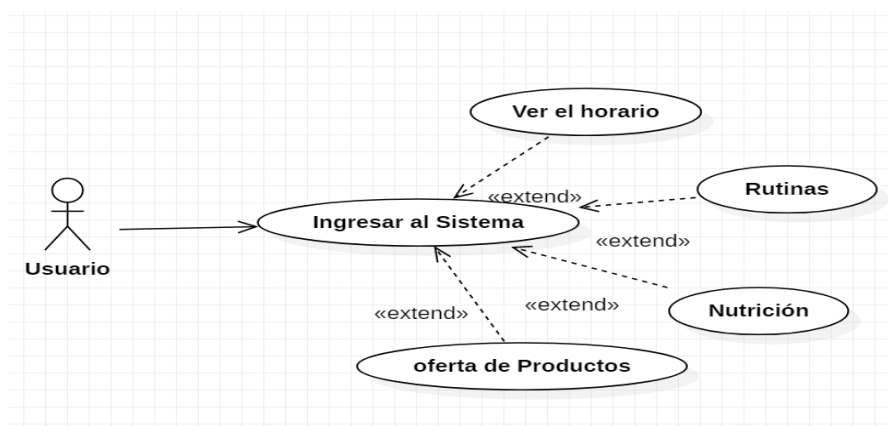 Ver el horario
«extend»
Rutinas
Ingresar al Sistema
«extend»
Usuario
«extend»
Nutrición
«extend»
oferta de Productos